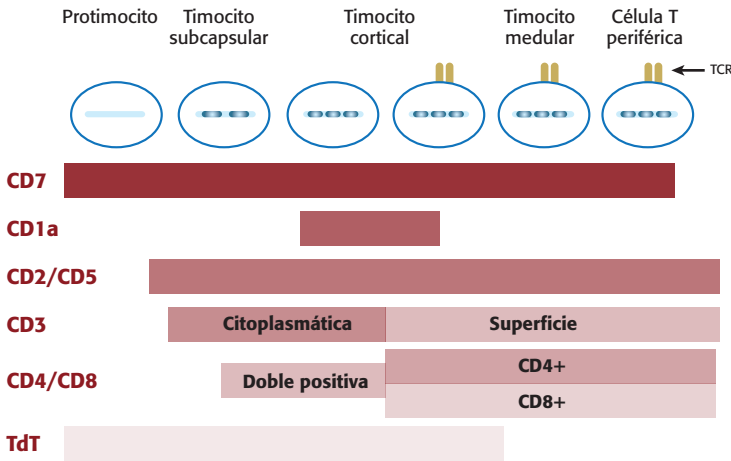 Protimocito
Timocito
subcapsular
Timocito
cortical
Timocito
medular
Célula T
periférica
TCR
CD7
CD1a
CD2/CD5
CD3
Citoplasmática
Superficie
CD4/CD8
Doble positiva
CD4+
CD8+
TdT